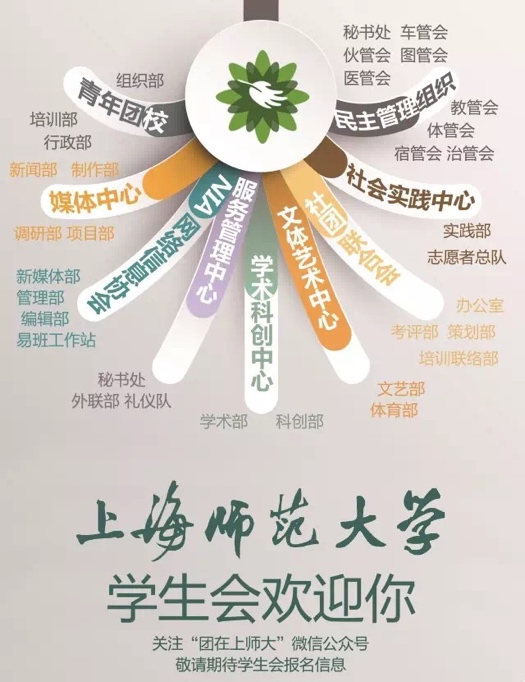 秘书处 车管会
伙管会 图管会
医管会
民主管理组织
教管会
体管会
宿管会 治管会
组织部
青年团校
培训部
行政部
新闻部 制作部
媒体中心
调研部 项目部
社会实践中心
实践部
志愿者总队
NIA 网络信息协会
新媒体部
管理部
编辑部
易班工作站
服务管理中心
秘书处
外联部 礼仪队
学术科创中心
学术部 科创部
文体艺术中心
文艺部
体育部
社团联合会
办公室
考评部 策划部
培训联络部
上海师范大学
学生会欢迎你
关注“团在上师大”微信公众号
敬请期待学生会报名信息